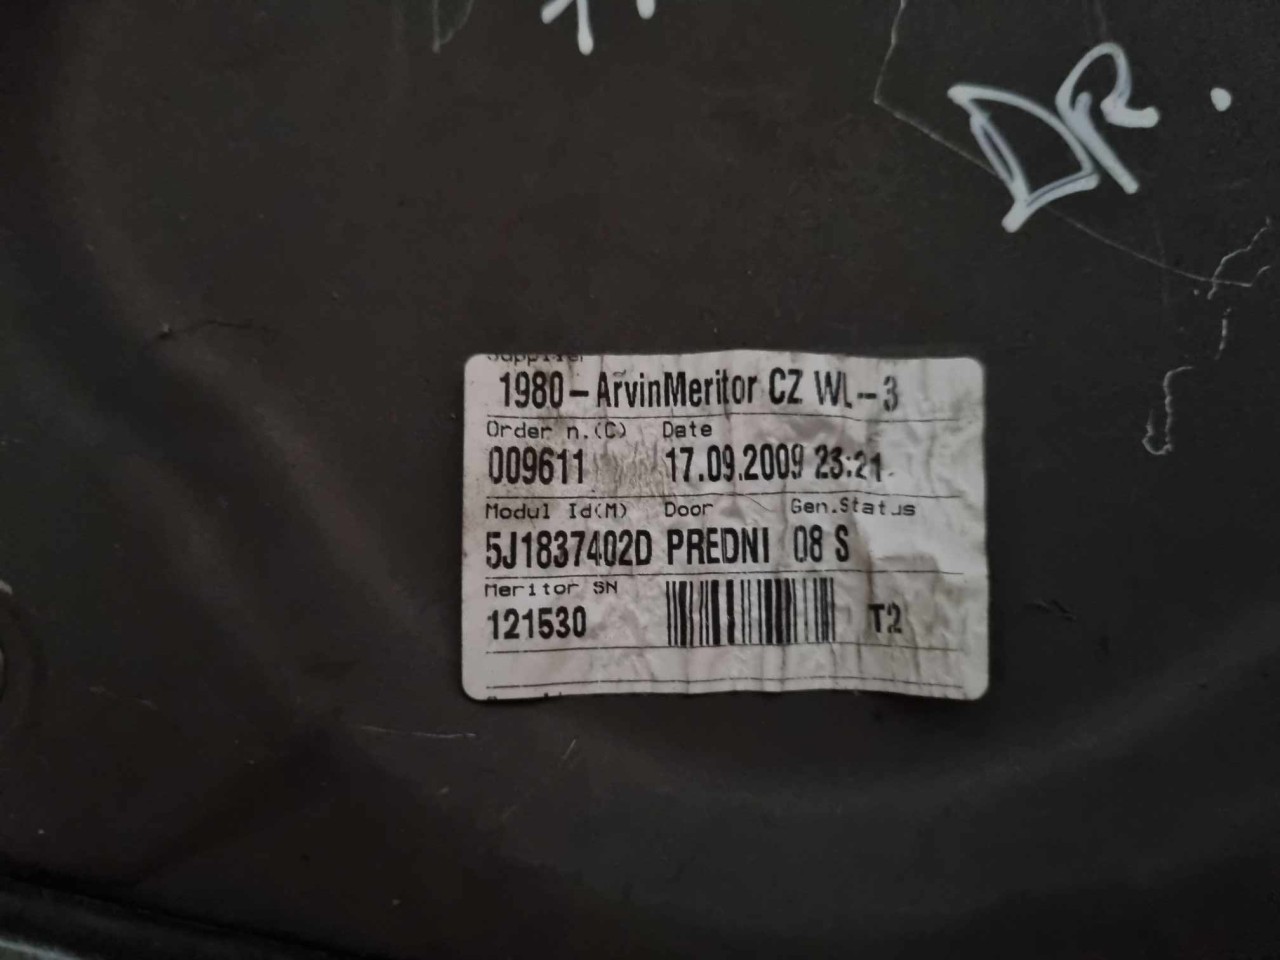 DR.
Supplier
1980-ArvinMeritor CZ WL-3
Order n.(C) Date
009611 17.09.2009 23:21
Modul Id(M) Door Gen.Status
5J1837402D PREDNI 08 S
Meritor SN
121530 T2